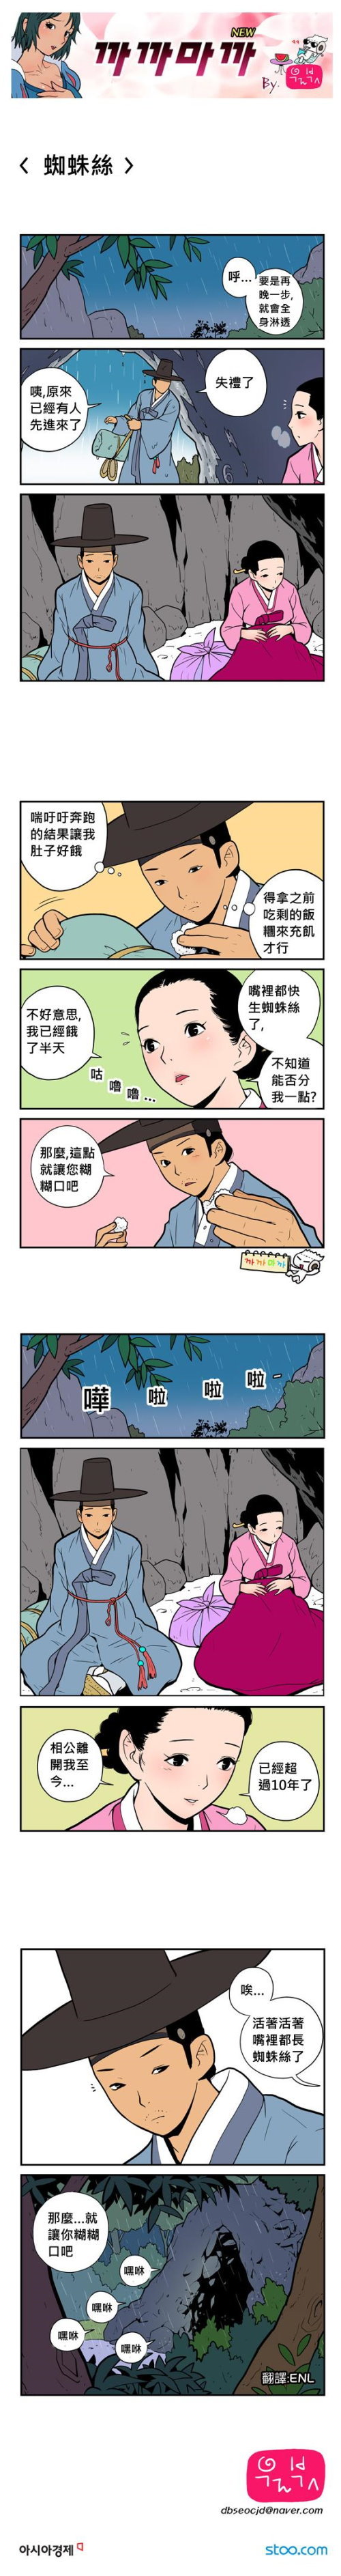 NEW
까까마까
By.
< 蜘蛛絲 >
呼...
要是再
晚一步,
就會全
身淋透
咦,原來
已經有人
先進來了
失禮了
喘吁吁奔跑
的結果讓我
肚子好餓
得拿之前
吃剩的飯
糰來充飢
才行
不好意思,
我已經餓
了半天
咕
嚕
嚕...
嘴裡都快
生蜘蛛絲
了,
不知道
能否分
我一點?
那麼,這點
就讓您糊
糊口吧
까까마까
嘩
啦
啦
啦-
相公離
開我至
今...
已經超
過10年了
唉...
活著活著
嘴裡都長
蜘蛛絲了
那麼...就
讓你糊糊
口吧
嘿咻
嘿咻
嘿咻
嘿咻
翻譯:ENL
dbseocjd@naver.com
아시아경제
stoo.com